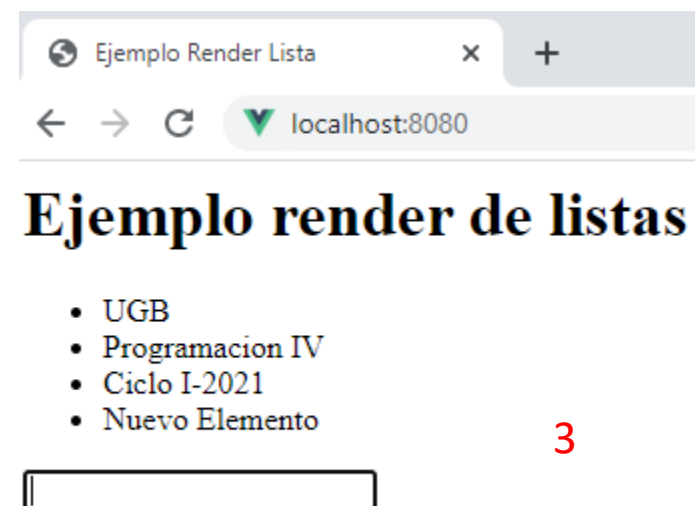 Ejemplo Render Lista
localhost:8080
Ejemplo render de listas
UGB
Programacion IV
Ciclo I-2021
Nuevo Elemento
3